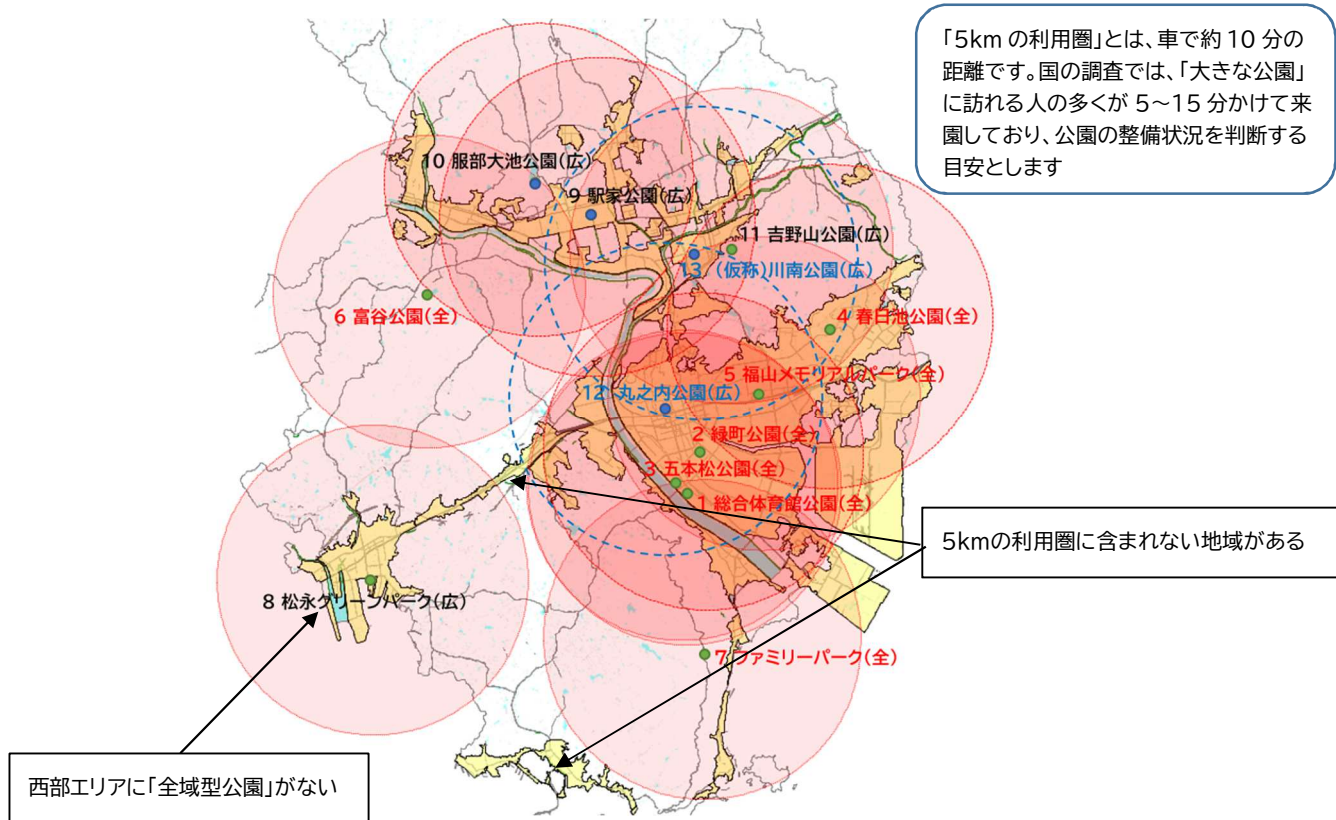 「5km の利用圏」とは、車で約 10 分の
距離です。国の調査では、「大きな公園」
に訪れる人の多くが 5~15 分かけて来
園しており、公園の整備状況を判断する
目安とします
10 服部大池公園(広)
9 駅家公園(広)
11 吉野山公園(広)
13 (仮称)川南公園(広)
6 富谷公園(全)
4 春日池公園(全)
5 福山メモリアルパーク(全)
12 丸之内公園(広)
2 緑町公園(全)
3 五本松公園(全)
1 総合体育館公園(全)
5kmの利用圏に含まれない地域がある
8 松永グリーンパーク(広)
7 ファミリーパーク(全)
西部エリアに「全域型公園」がない